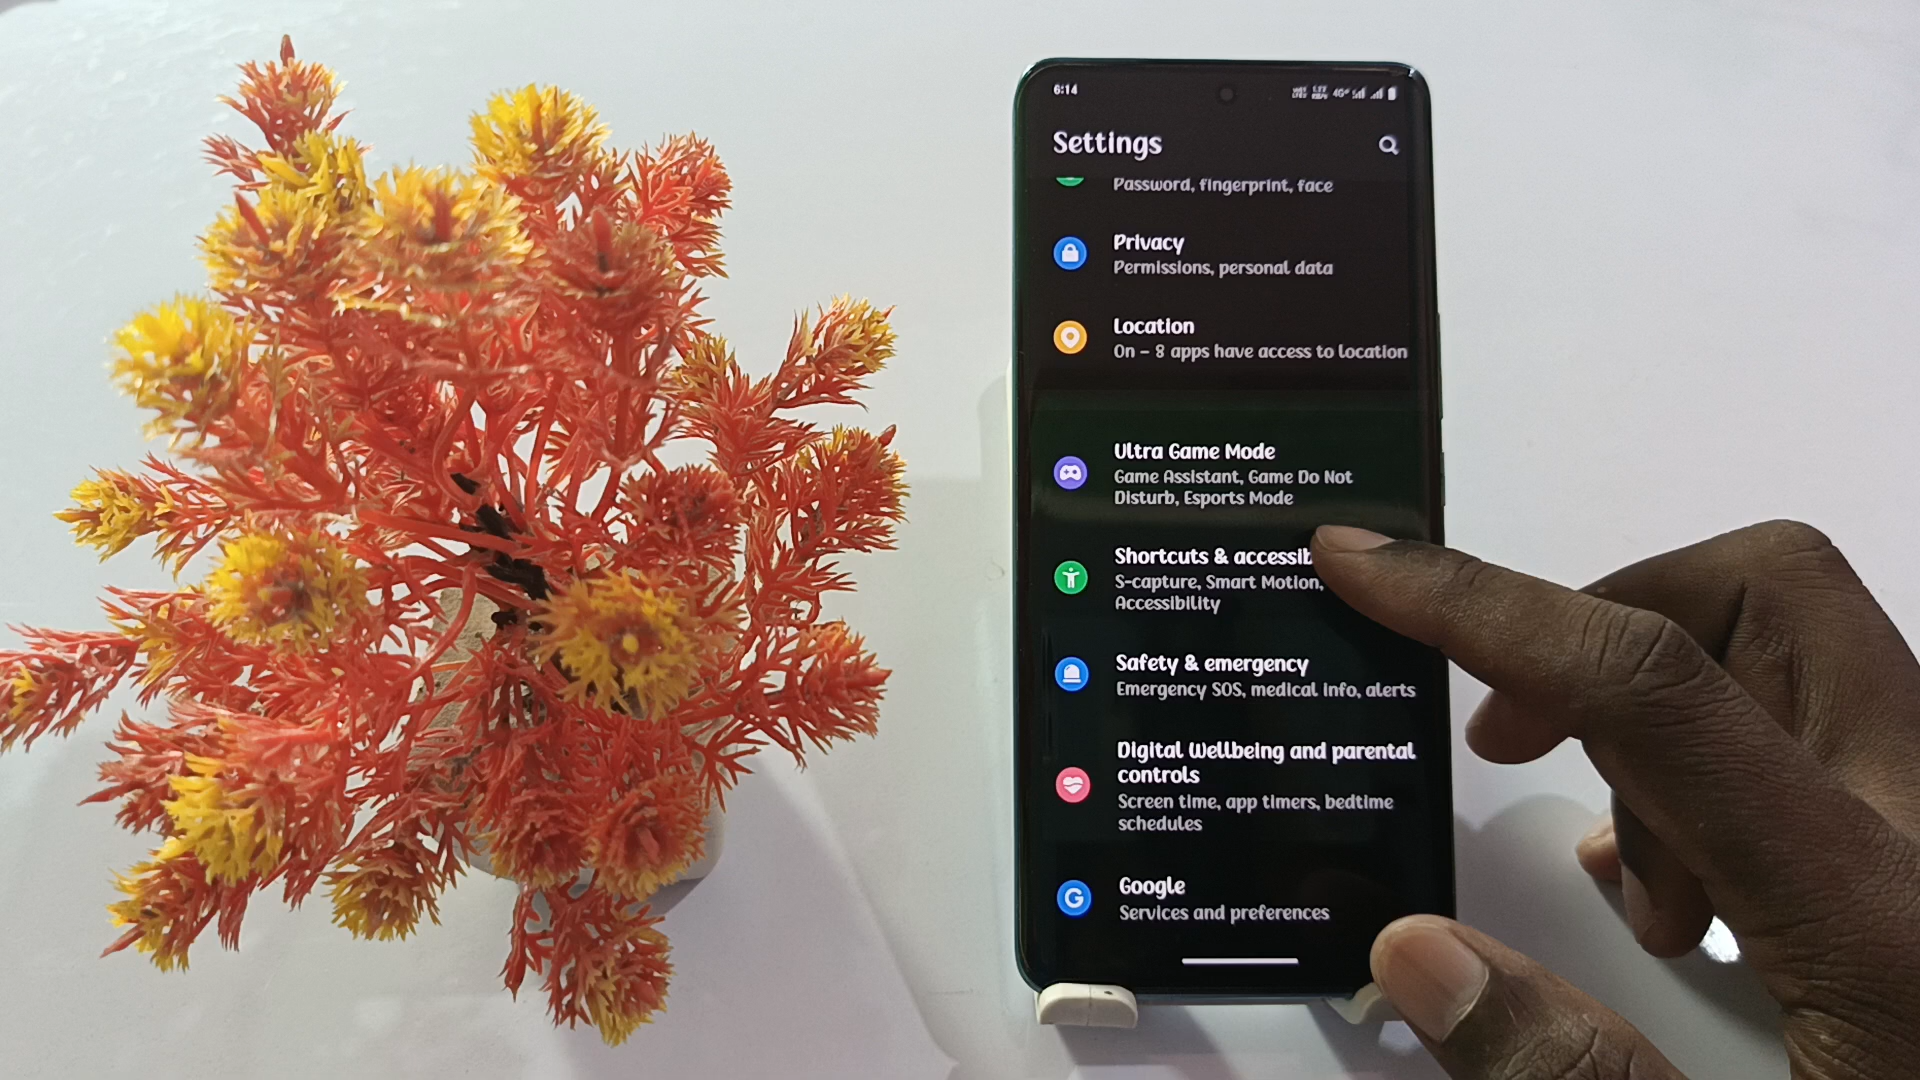 6:14
4G+
Settings
Password, fingerprint, face
Privacy
Permissions, personal data
Location
On – 8 apps have access to location
Ultra Game Mode
Game Assistant, Game Do Not
Disturb, Esports Mode
Shortcuts & accessib
S-capture, Smart Motion,
Accessibility
Safety & emergency
Emergency SOS, medical info, alerts
Digital Wellbeing and parental
controls
Screen time, app timers, bedtime
schedules
G
Google
Services and preferences